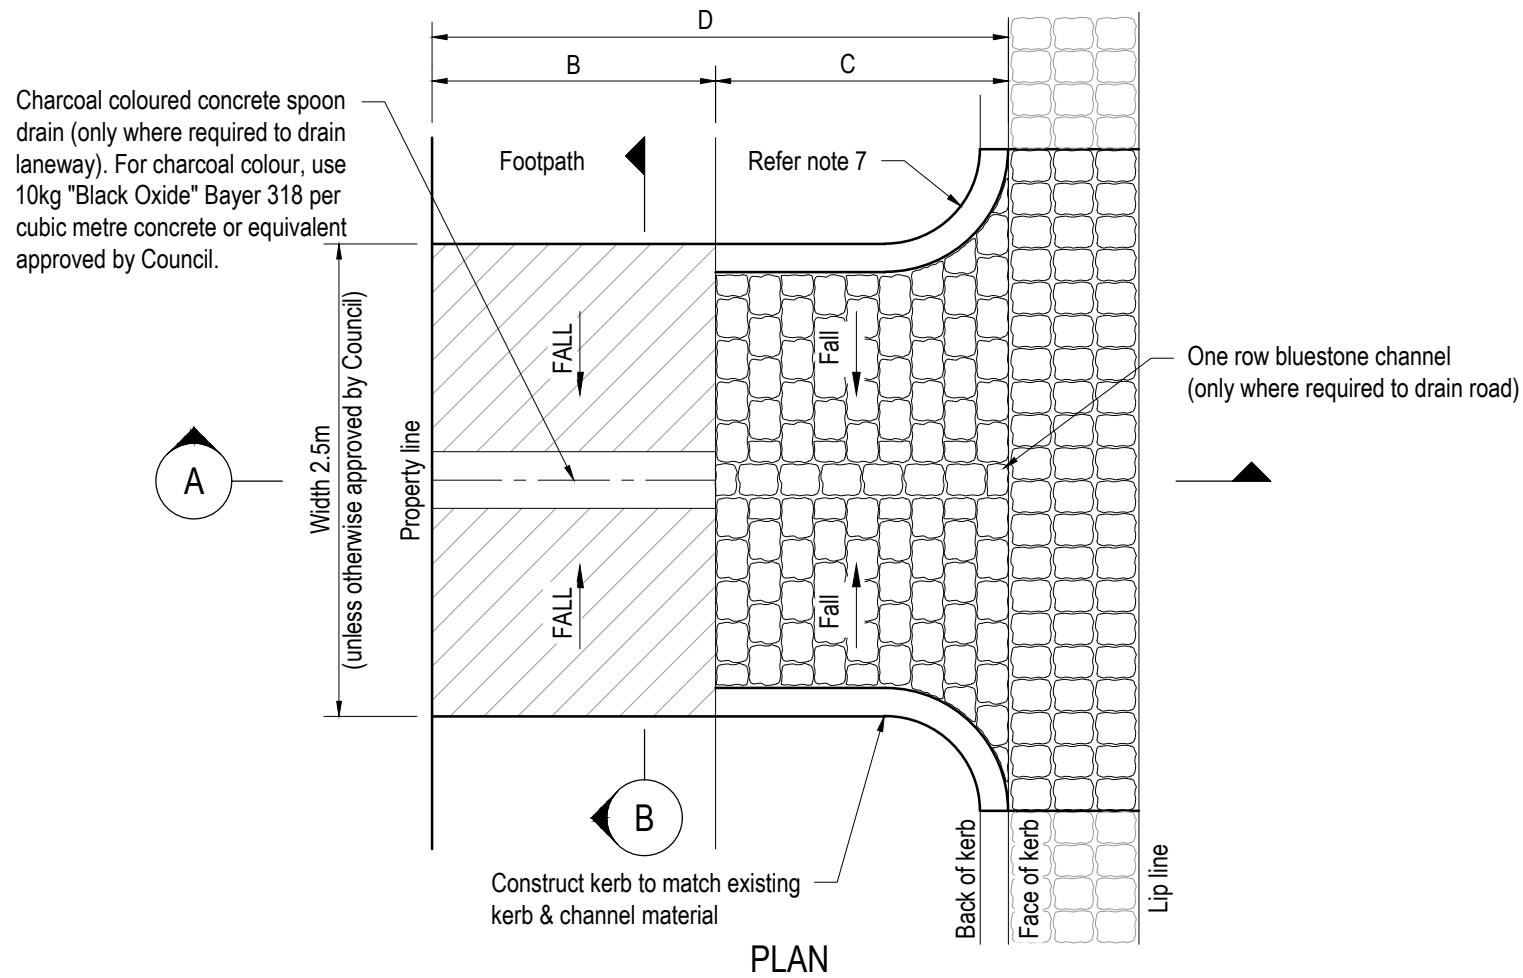 D
B
C
Charcoal coloured concrete spoon
drain (only where required to drain
laneway). For charcoal colour, use
10kg "Black Oxide" Bayer 318 per
cubic metre concrete or equivalent
approved by Council.
Footpath
Refer note 7
FALL
Fall
One row bluestone channel
(only where required to drain road)
Width 2.5m
(unless otherwise approved by Council)
Property line
A
FALL
Fall
B
Construct kerb to match existing
kerb & channel material
Back of kerb
Face of kerb
Lip line
PLAN